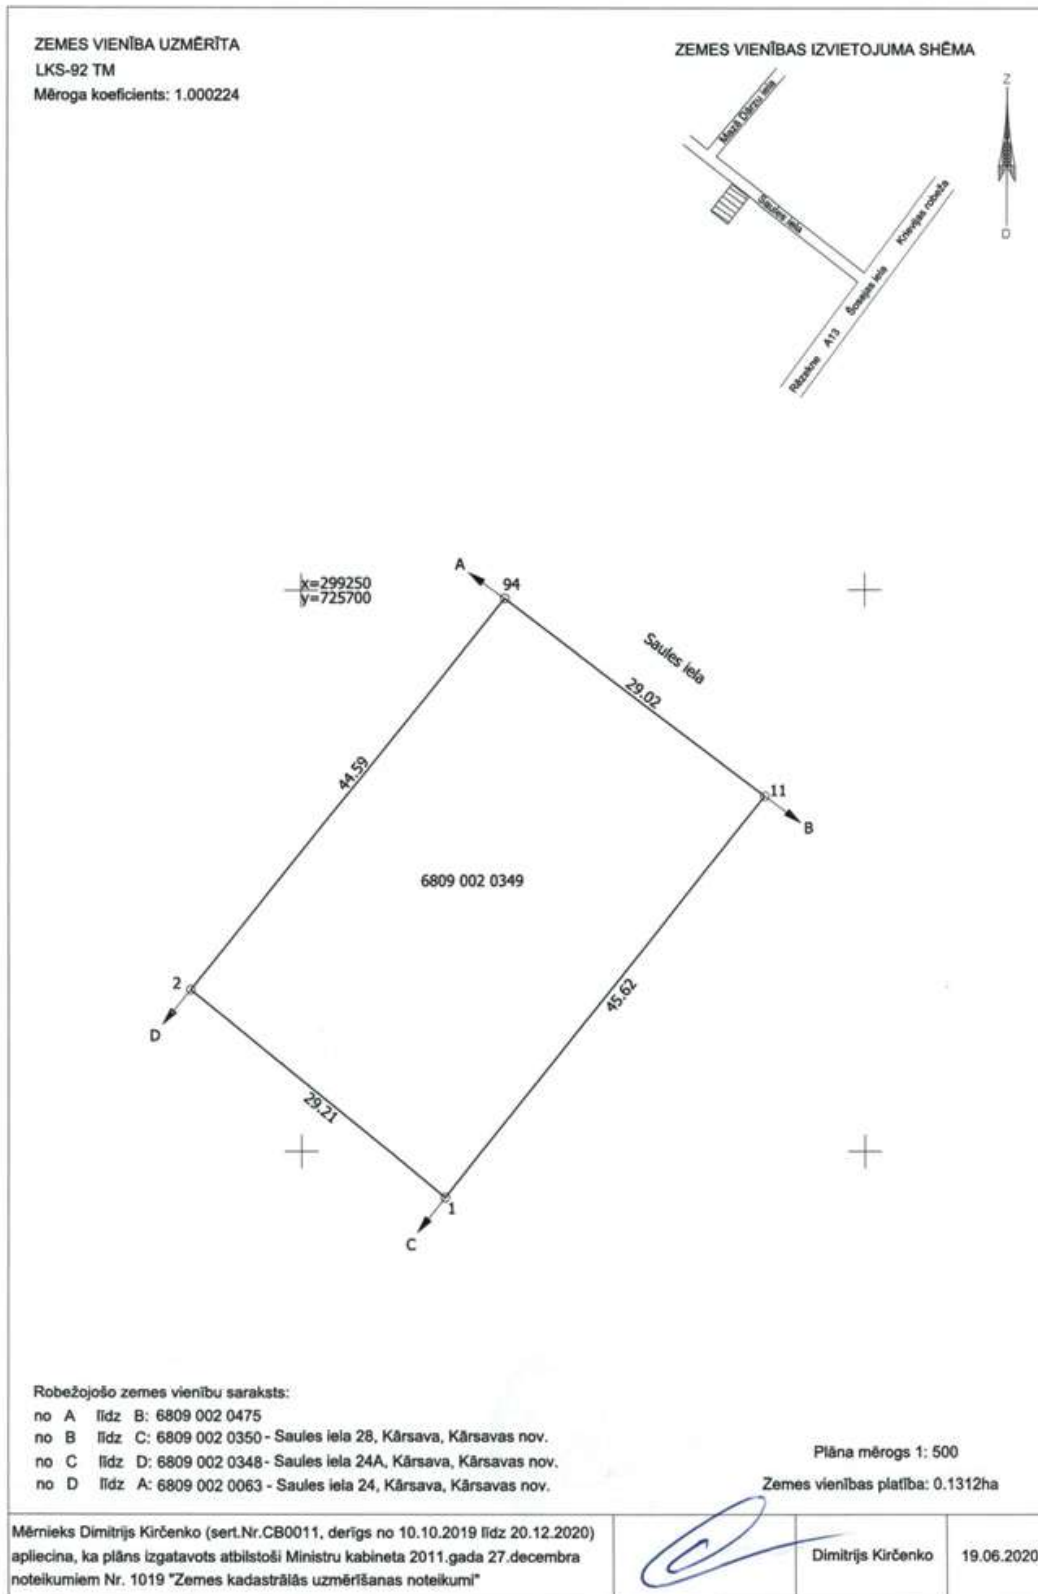 ZEMES VIENĪBA UZMĒRĪTA
LKS-92 TM
Mēroga koeficients: 1.000224
ZEMES VIENĪBAS IZVIETOJUMA SHĒMA
Z
D
Mazā Dārzu iela
Saules iela
Krievijas robeža
Šosejas iela
Rēzekne A13
x=299250
y=725700
A
94
Saules iela
29.02
11
B
44.59
6809 002 0349
2
D
45.62
29.21
1
C
Robežojošo zemes vienību saraksts:
no A līdz B: 6809 002 0475
no B līdz C: 6809 002 0350 - Saules iela 28, Kārsava, Kārsavas nov.
no C līdz D: 6809 002 0348 - Saules iela 24A, Kārsava, Kārsavas nov.
no D līdz A: 6809 002 0063 - Saules iela 24, Kārsava, Kārsavas nov.
Plāna mērogs 1: 500
Zemes vienības platība: 0.1312ha
Mērnieks Dimitrijs Kirčenko (sert.Nr.CB0011, derīgs no 10.10.2019 līdz 20.12.2020)
apliecina, ka plāns izgatavots atbilstoši Ministru kabineta 2011.gada 27.decembra
noteikumiem Nr. 1019 "Zemes kadastrālās uzmērīšanas noteikumi"
Dimitrijs Kirčenko
19.06.2020